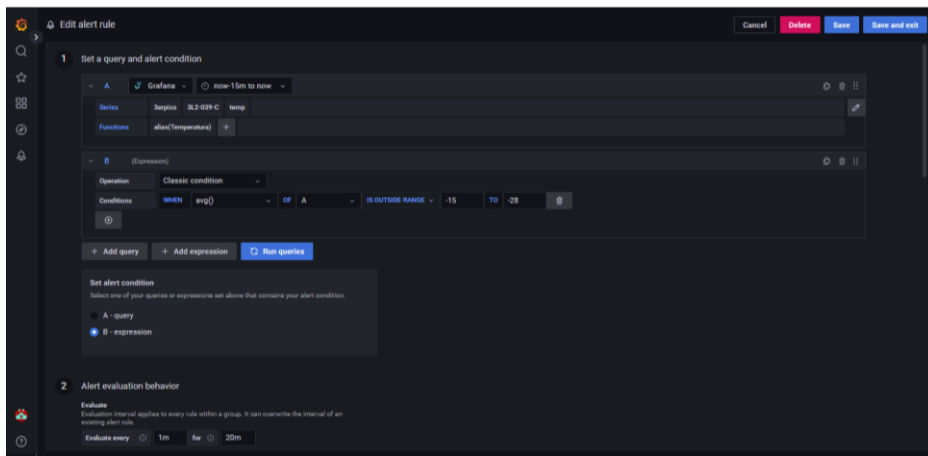 Edit alert rule
Cancel Delete Save Save and exit
1 Set a query and alert condition
A Grafana now-15m to now
Series 3erpiso 3L2-039-C temp
Functions alias(Temperatura) +
B (Expression)
Operation Classic condition
Conditions WHEN avg() OF A IS OUTSIDE RANGE -15 TO -28
+ Add query + Add expression Run queries
Set alert condition
Select one of your queries or expressions set above that contains your alert condition.
A - query
B - expression
2 Alert evaluation behavior
Evaluate
Evaluation interval applies to every rule within a group. It can overwrite the interval of an
existing alert rule.
Evaluate every 1m for 20m